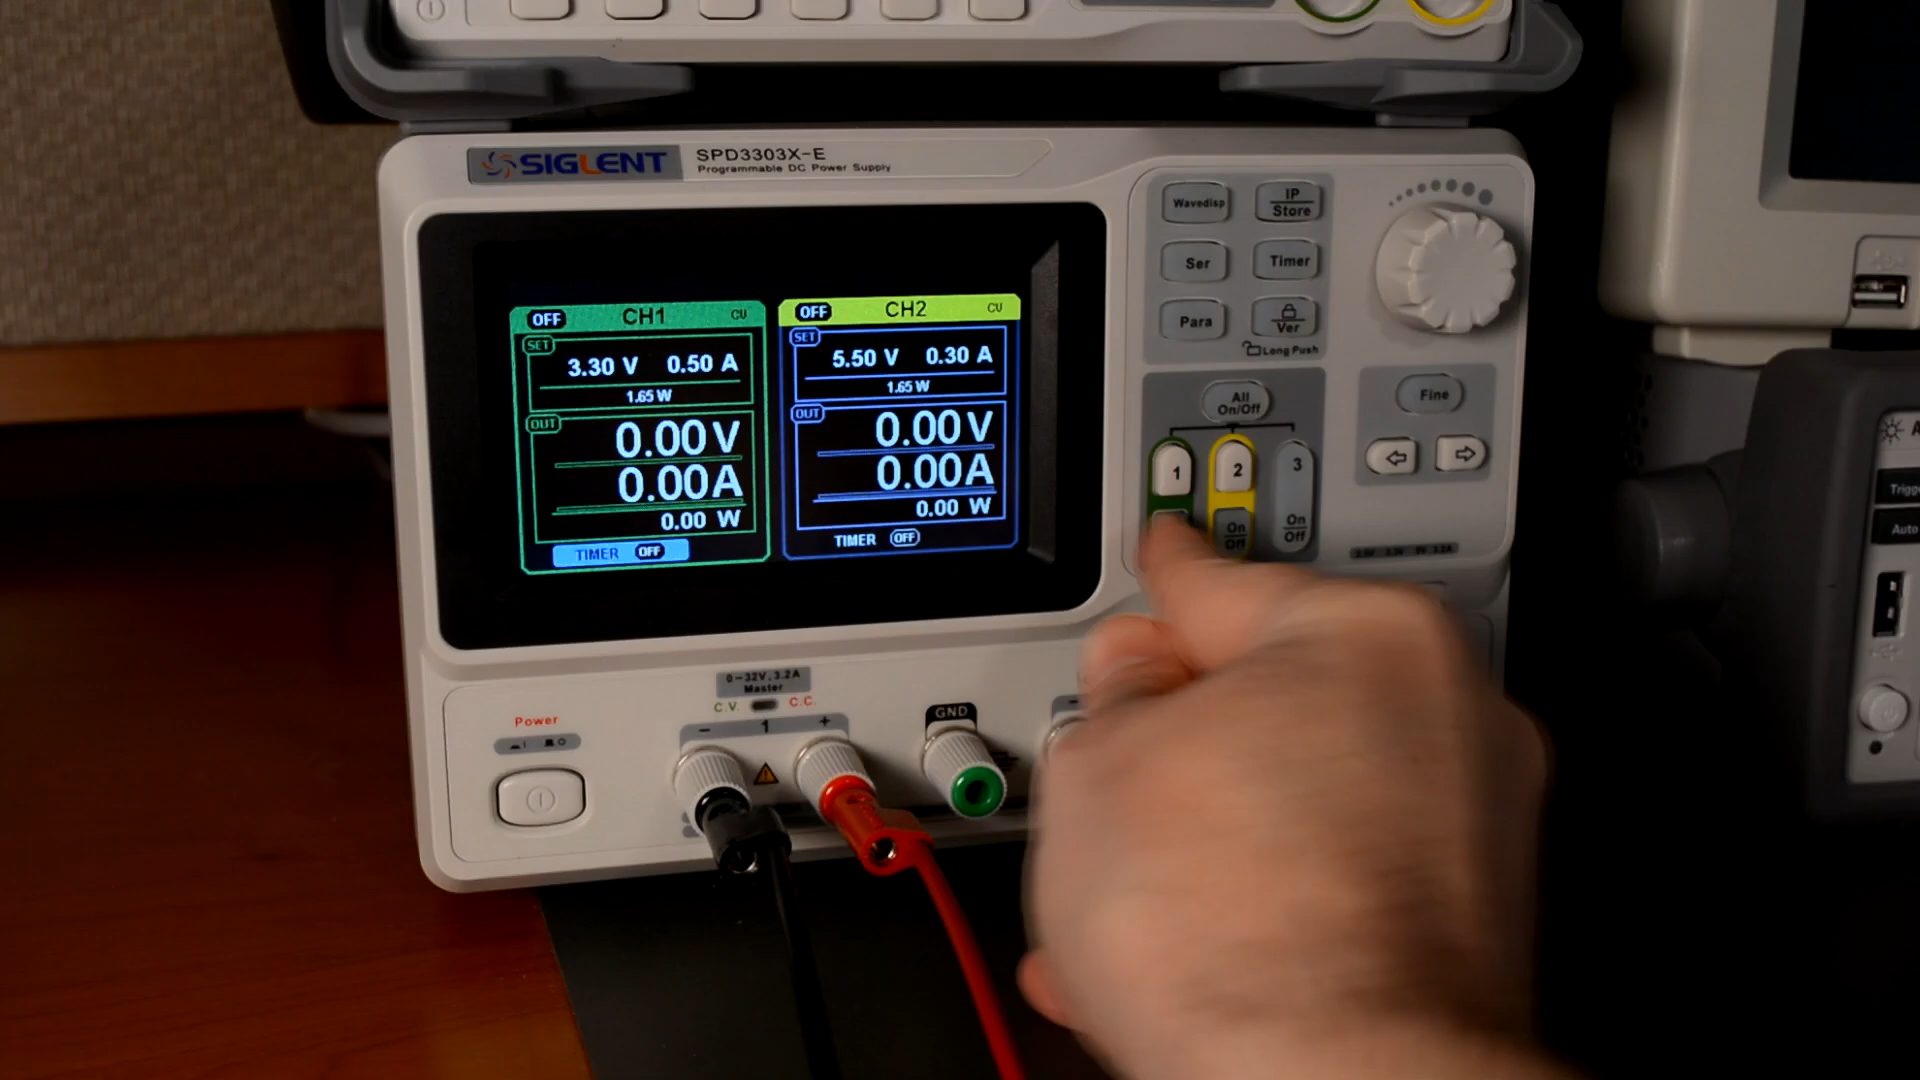 SIGLENT
SPD3303X-E
Programmable DC Power Supply
OFF CH1
SET
3.30 V 0.50 A
1.65 W
OUT
0.00 V
0.00 A
0.00 W
TIMER OFF
OFF CH2
SET
5.50 V 0.30 A
1.65 W
OUT
0.00 V
0.00 A
0.00 W
TIMER OFF
Wavedisp
IP
Store
Ser
Timer
Para
Ver
Long Push
All
On/Off
1
2
3
On
Off
On
Off
Fine
0-32V, 3.2A
Master
C.V. C.C.
- 1 +
GND
Power
Auto